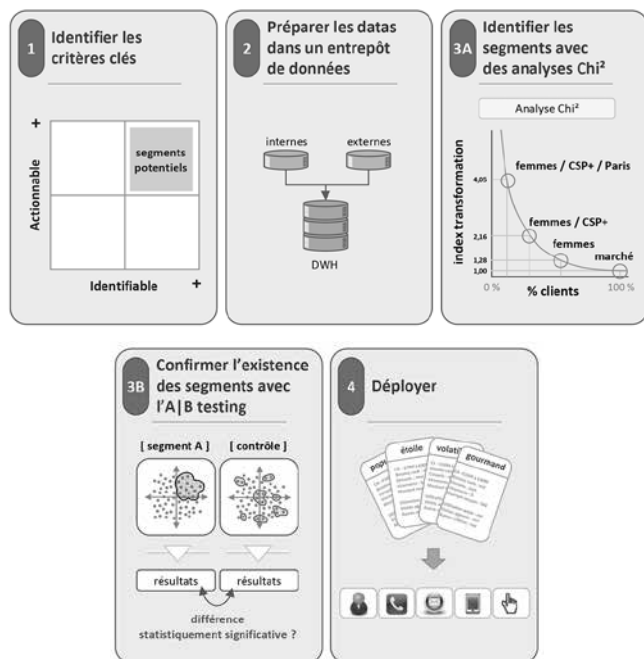 1
Identifier les
critères clés
+
Actionnable
segments
potentiels
Identifiable
+
2
Préparer les datas
dans un entrepôt
de données
internes
externes
DWH
3A
Identifier les
segments avec
des analyses Chi²
Analyse Chi²
index transformation
4,05
2,16
1,28
1,00
femmes / CSP+ / Paris
femmes / CSP+
femmes
marché
0 %
100 %
% clients
3B
Confirmer l'existence
des segments avec
l'A|B testing
[ segment A ]
[ contrôle ]
résultats
résultats
différence
statistiquement significative ?
4
Déployer
étoile
gourmand